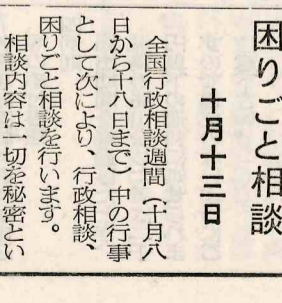 困りごと相談
十月十三日
全国行政相談週間（十月八
日から十八日まで）中の行事
として次により、行政相談、
困りごと相談を行います。
相談内容は一切を秘密とい